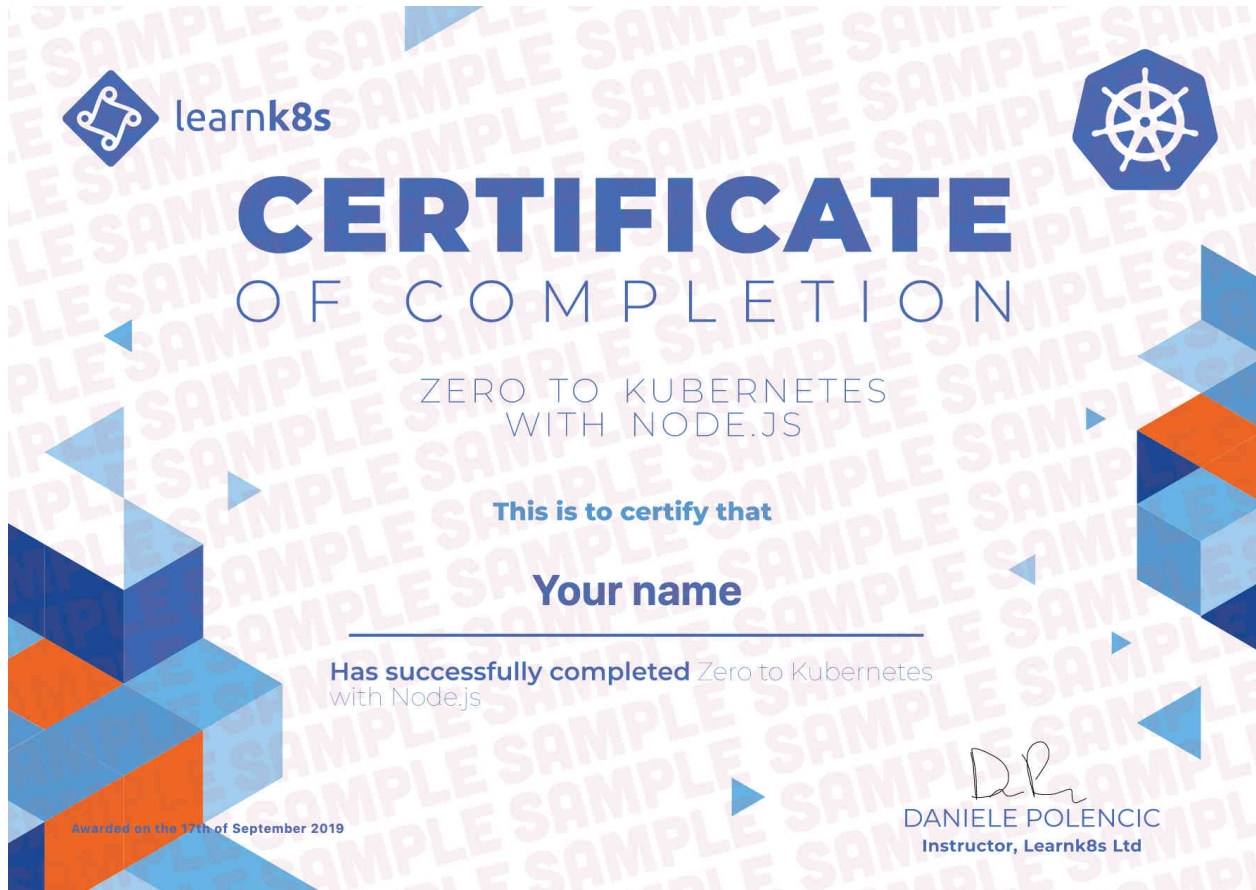 learnk8s
CERTIFICATE
OF COMPLETION
ZERO TO KUBERNETES
WITH NODE.JS
This is to certify that
Your name
Has successfully completed Zero to Kubernetes
with Node.js
DANIELE POLENCIC
Instructor, Learnk8s Ltd
Awarded on the 17th of September 2019
SAMPLE